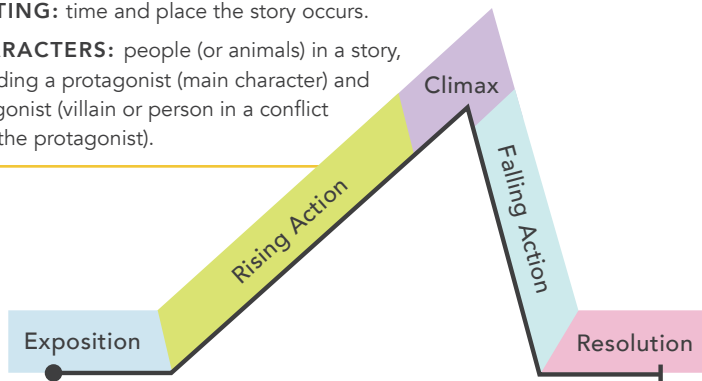 TING: time and place the story occurs.
ARACTERS: people (or animals) in a story,
ding a protagonist (main character) and
gonist (villain or person in a conflict
the protagonist).
Climax
Falling Action
Rising Action
Exposition
Resolution